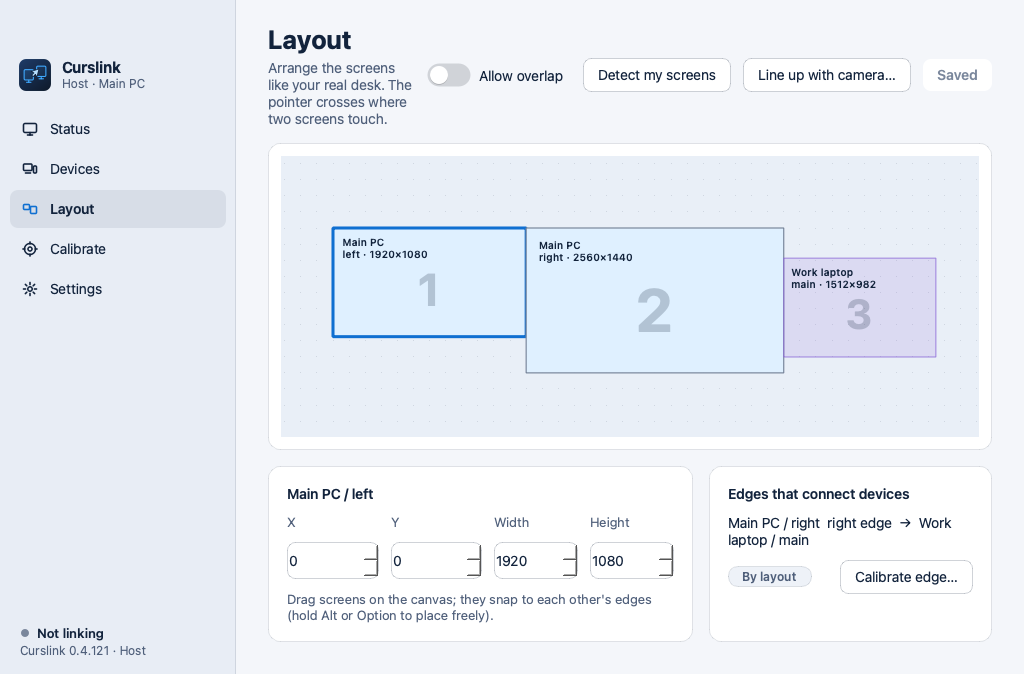 Curslink
Host · Main PC
Status
Devices
Layout
Calibrate
Settings
Not linking
Curslink 0.4.121 · Host
Layout
Arrange the screens
like your real desk. The
pointer crosses where
two screens touch.
Allow overlap
Detect my screens
Line up with camera...
Saved
Main PC
left · 1920×1080
1
Main PC
right · 2560×1440
2
Work laptop
main · 1512×982
3
Main PC / left
X
Y
Width
Height
0
0
1920
1080
Drag screens on the canvas; they snap to each other's edges
(hold Alt or Option to place freely).
Edges that connect devices
Main PC / right right edge → Work
laptop / main
By layout
Calibrate edge...